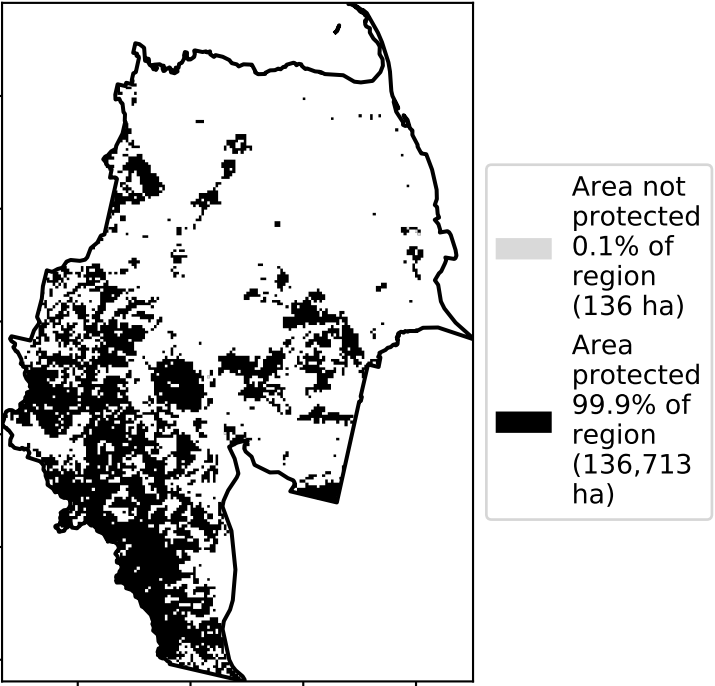 Area not
protected
0.1% of
region
(136 ha)
Area
protected
99.9% of
region
(136,713
ha)